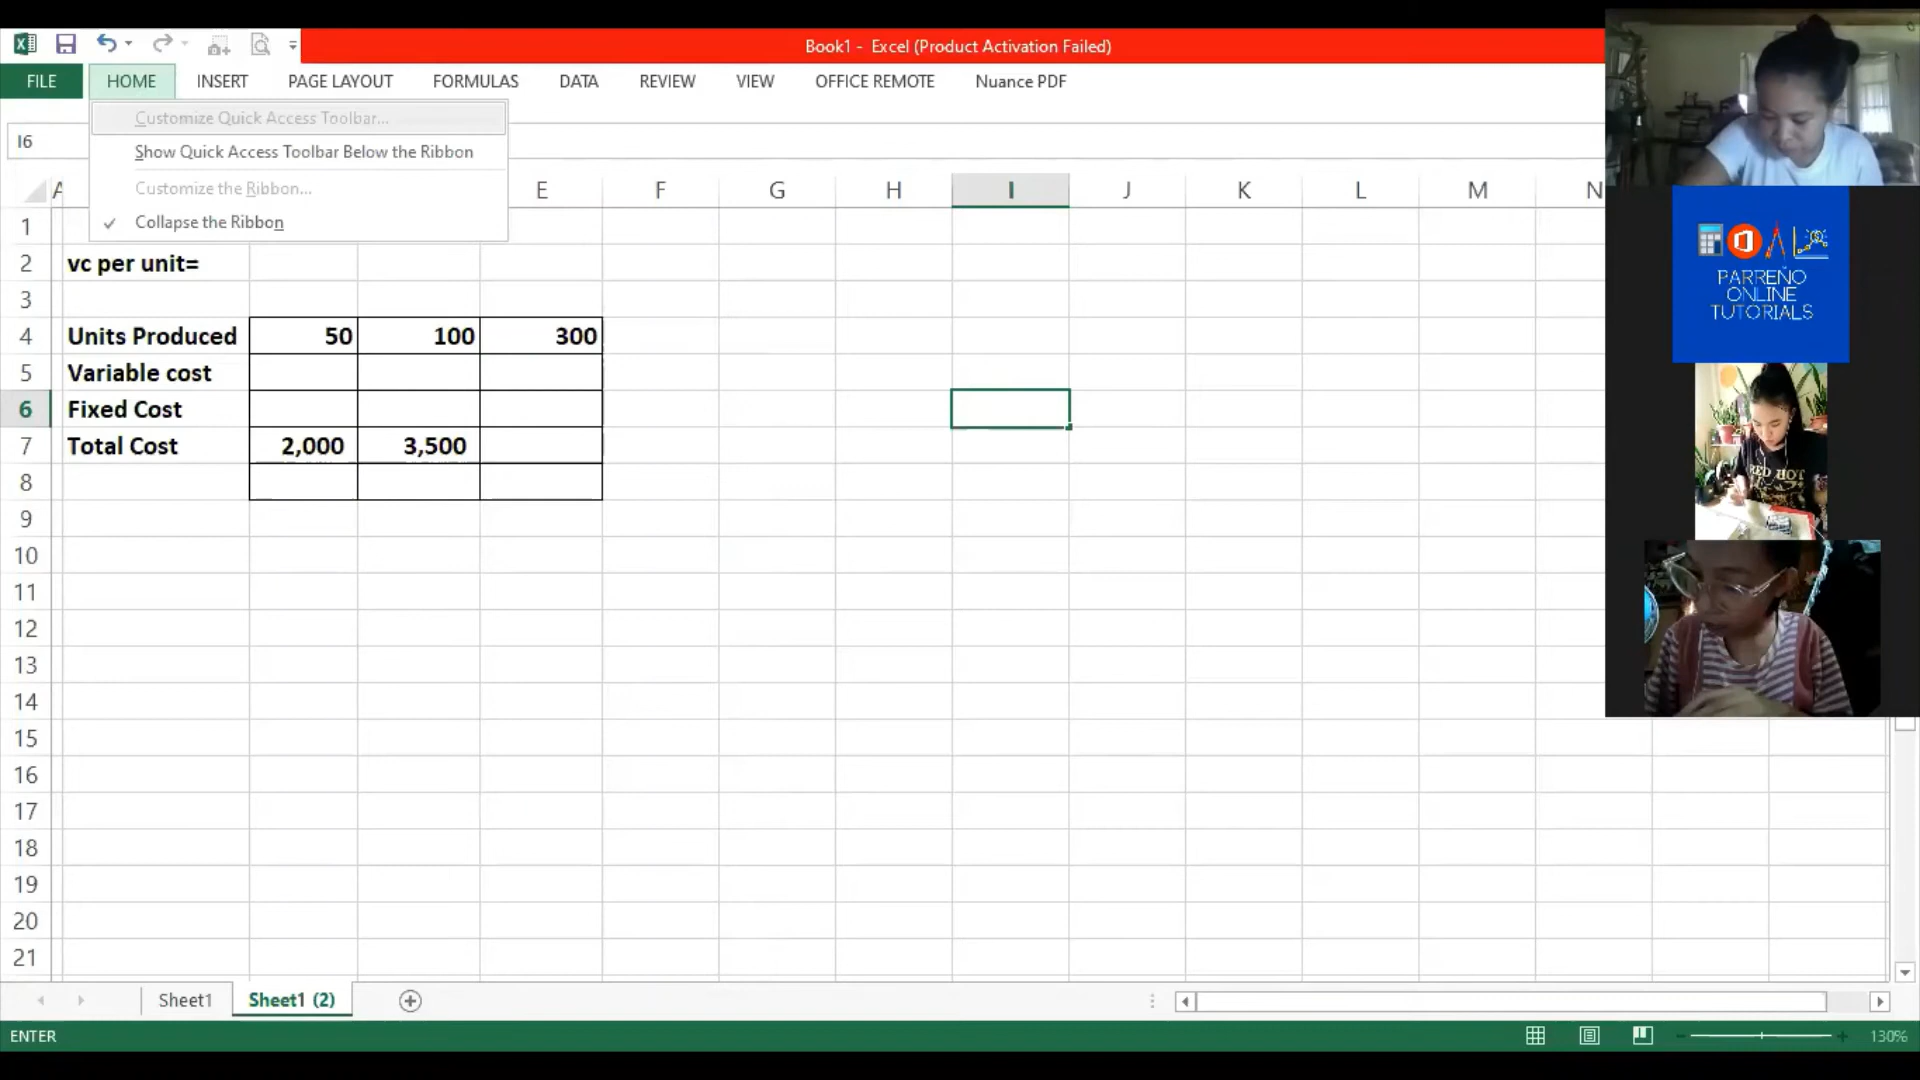 Book1 - Excel (Product Activation Failed)
FILE HOME INSERT PAGE LAYOUT FORMULAS DATA REVIEW VIEW OFFICE REMOTE Nuance PDF
Customize Quick Access Toolbar...
I6
Show Quick Access Toolbar Below the Ribbon
Customize the Ribbon...
Collapse the Ribbon
A E F G H I J K L M N
1
2 vc per unit=
3
4 Units Produced 50 100 300
5 Variable cost
6 Fixed Cost
7 Total Cost 2,000 3,500
8
9
10
11
12
13
14
15
16
17
18
19
20
21
Sheet1 Sheet1 (2)
ENTER 130%
PARREÑO
ONLINE
TUTORIALS
RED HOT